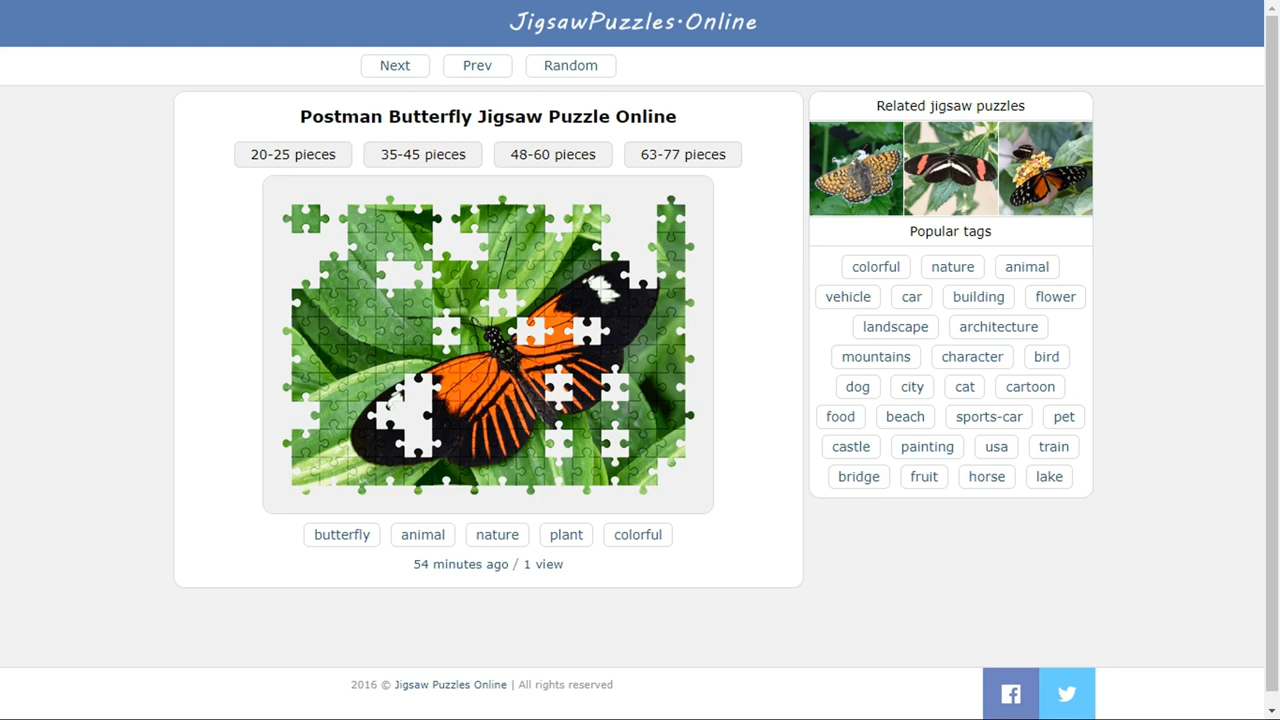 JigsawPuzzles·Online
Next Prev Random
Postman Butterfly Jigsaw Puzzle Online
20-25 pieces 35-45 pieces 48-60 pieces 63-77 pieces
butterfly animal nature plant colorful
54 minutes ago / 1 view
Related jigsaw puzzles
Popular tags
colorful nature animal
vehicle car building flower
landscape architecture
mountains character bird
dog city cat cartoon
food beach sports-car pet
castle painting usa train
bridge fruit horse lake
2016 © Jigsaw Puzzles Online | All rights reserved